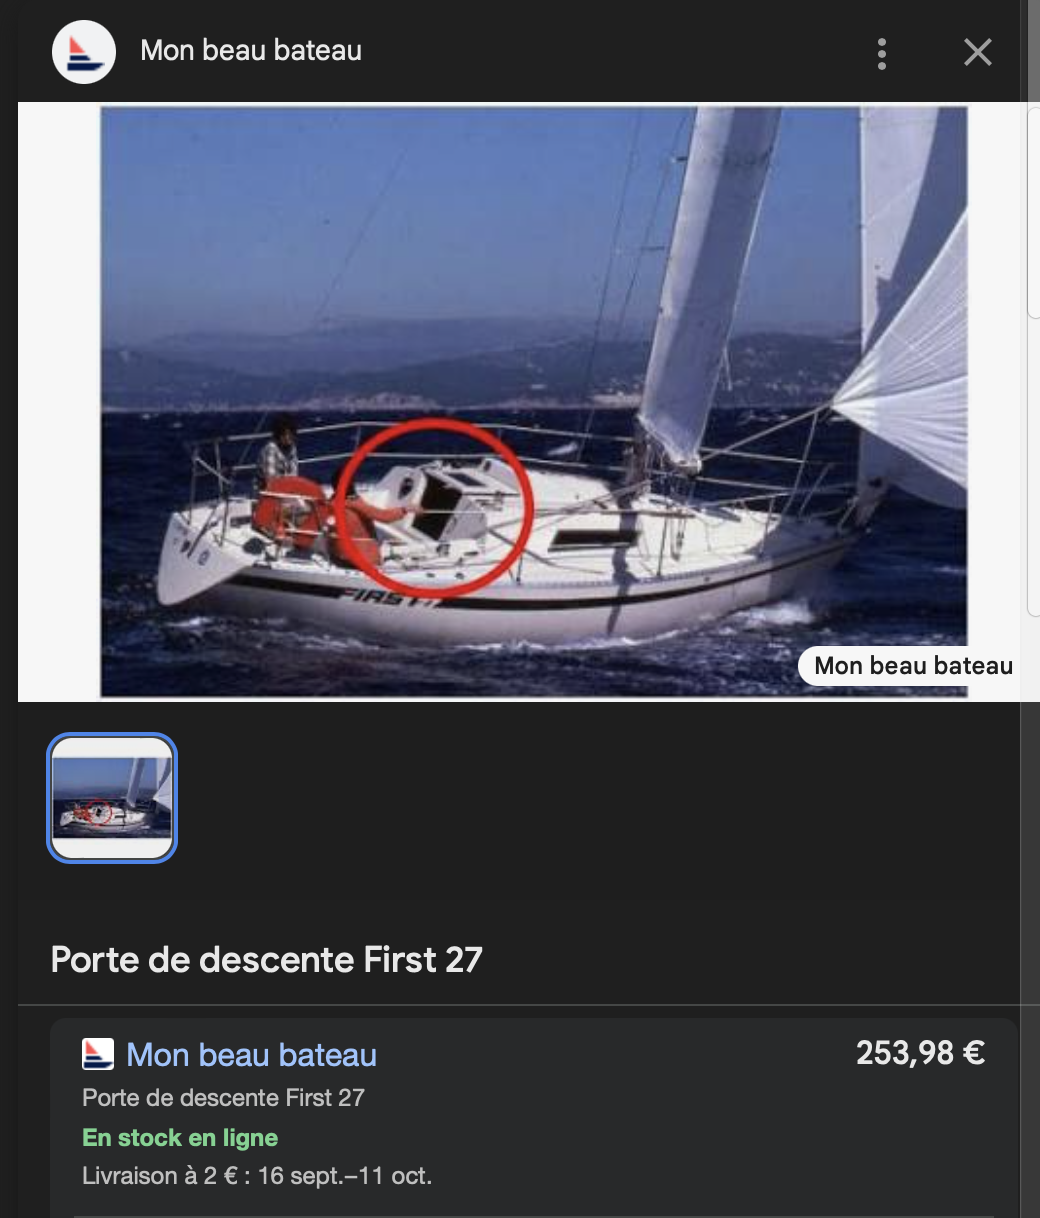 Mon beau bateau
FIRST 27
Mon beau bateau
Porte de descente First 27
Mon beau bateau
253,98 €
Porte de descente First 27
En stock en ligne
Livraison à 2 € : 16 sept.–11 oct.